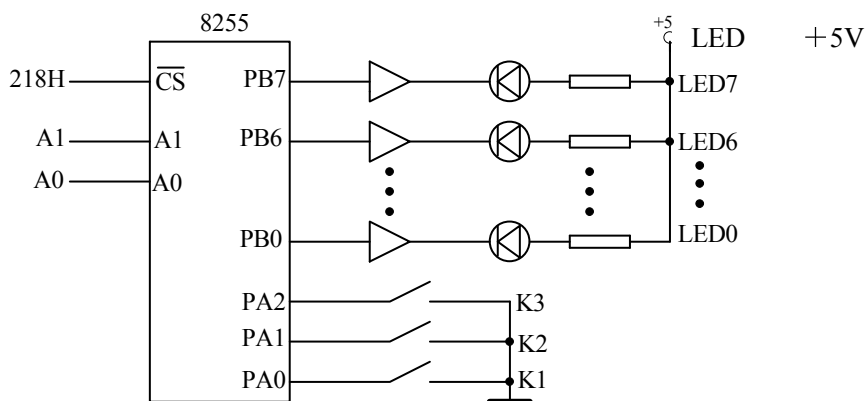 8255
+5
LED +5V
218H CS PB7 LED7
A1 A1 PB6 LED6
A0 A0
PB0 LED0
PA2 K3
PA1 K2
PA0 K1